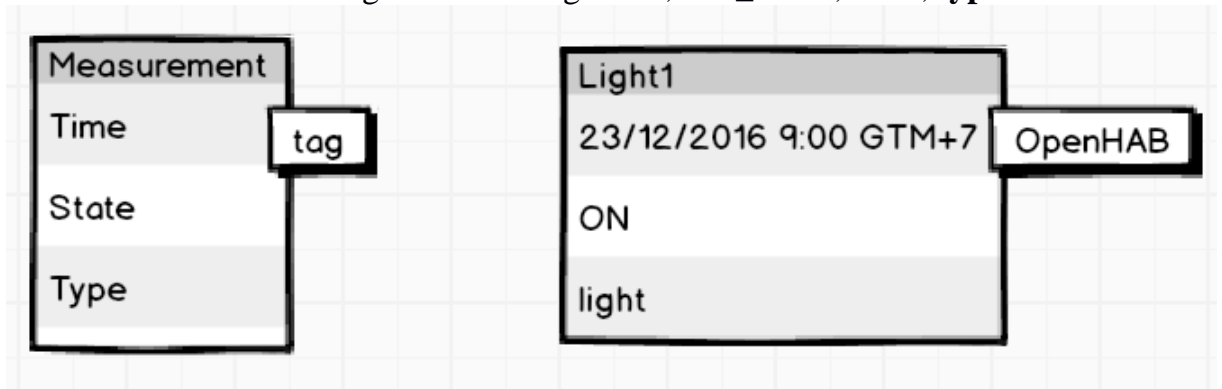 Measurement
Time
tag
State
Type
Light1
23/12/2016 9:00 GTM+7
OpenHAB
ON
light